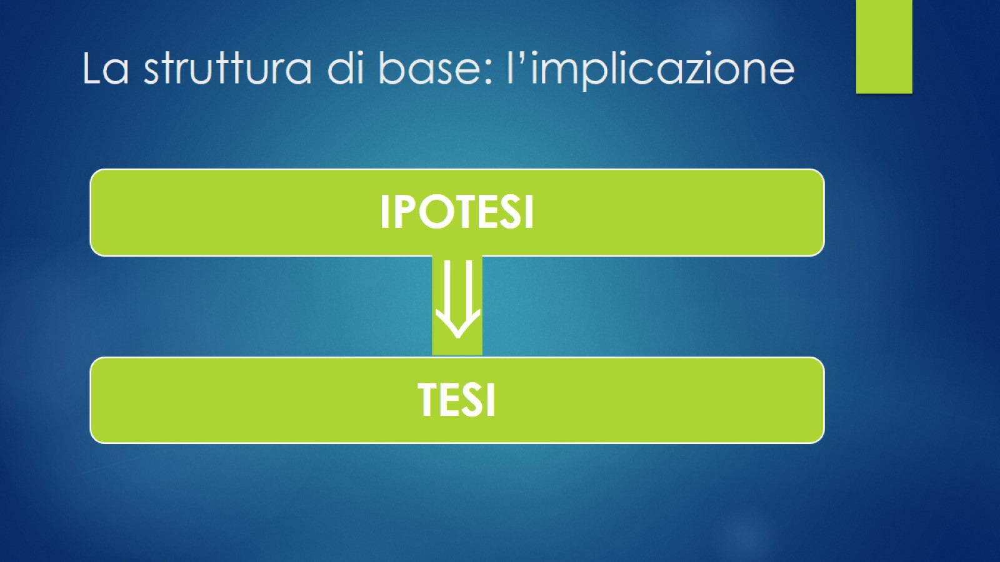 La struttura di base: l’implicazione
IPOTESI
⇓
TESI